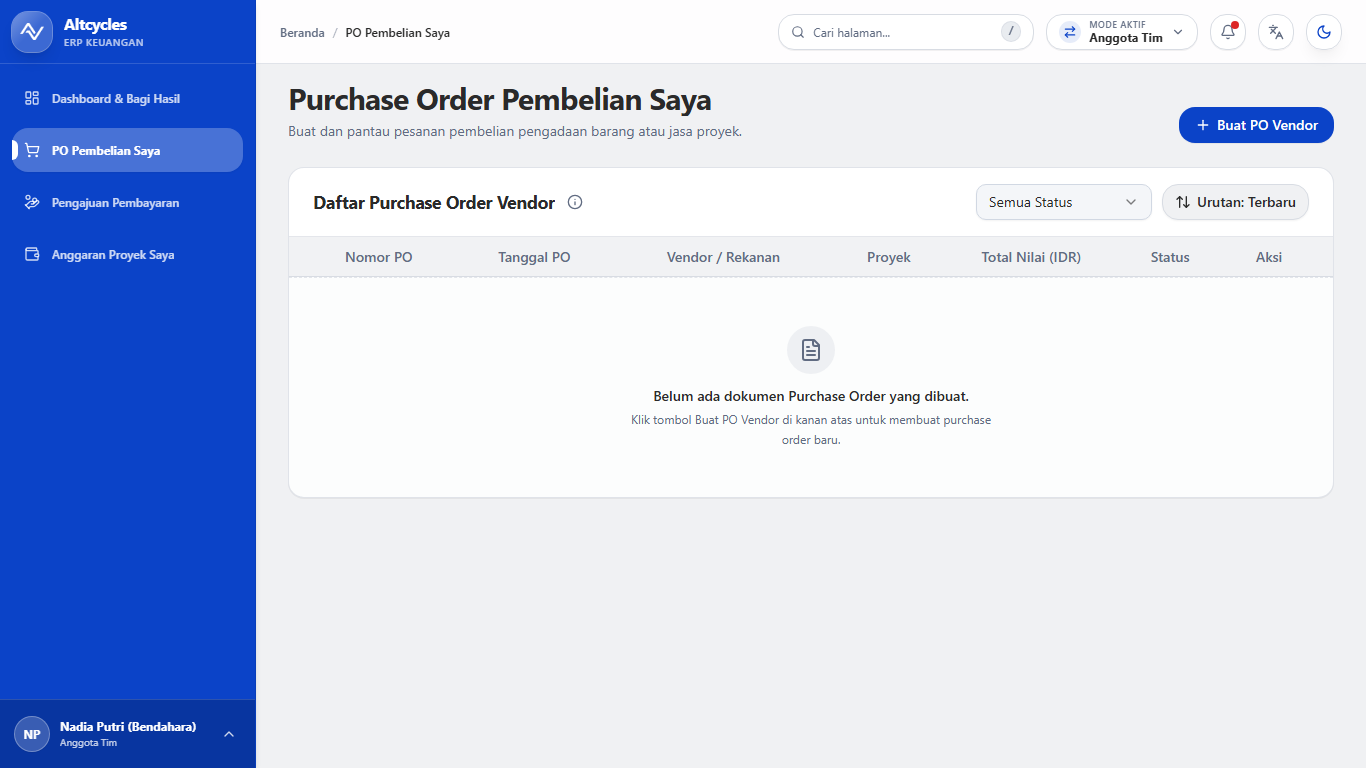 Altcycles
ERP KEUANGAN
Dashboard & Bagi Hasil
PO Pembelian Saya
Pengajuan Pembayaran
Anggaran Proyek Saya
NP
Nadia Putri (Bendahara)
Anggota Tim
Beranda / PO Pembelian Saya
Cari halaman...
/
MODE AKTIF
Anggota Tim
Purchase Order Pembelian Saya
Buat dan pantau pesanan pembelian pengadaan barang atau jasa proyek.
+ Buat PO Vendor
Daftar Purchase Order Vendor
Semua Status
Urutan: Terbaru
Nomor PO Tanggal PO Vendor / Rekanan Proyek Total Nilai (IDR) Status Aksi
Belum ada dokumen Purchase Order yang dibuat.
Klik tombol Buat PO Vendor di kanan atas untuk membuat purchase
order baru.